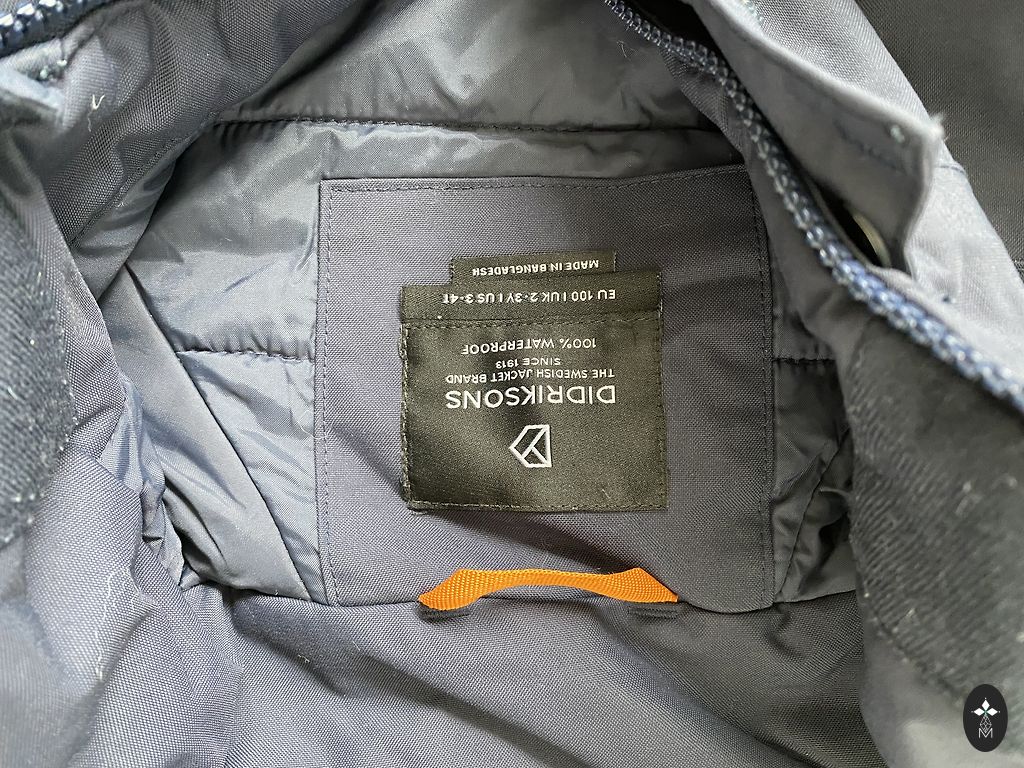 DIDRIKSONS
THE SWEDISH JACKET BRAND
SINCE 1913
100% WATERPROOF
EU 100 | UK 2-3Y | US 3-4T
MADE IN BANGLADESH
M